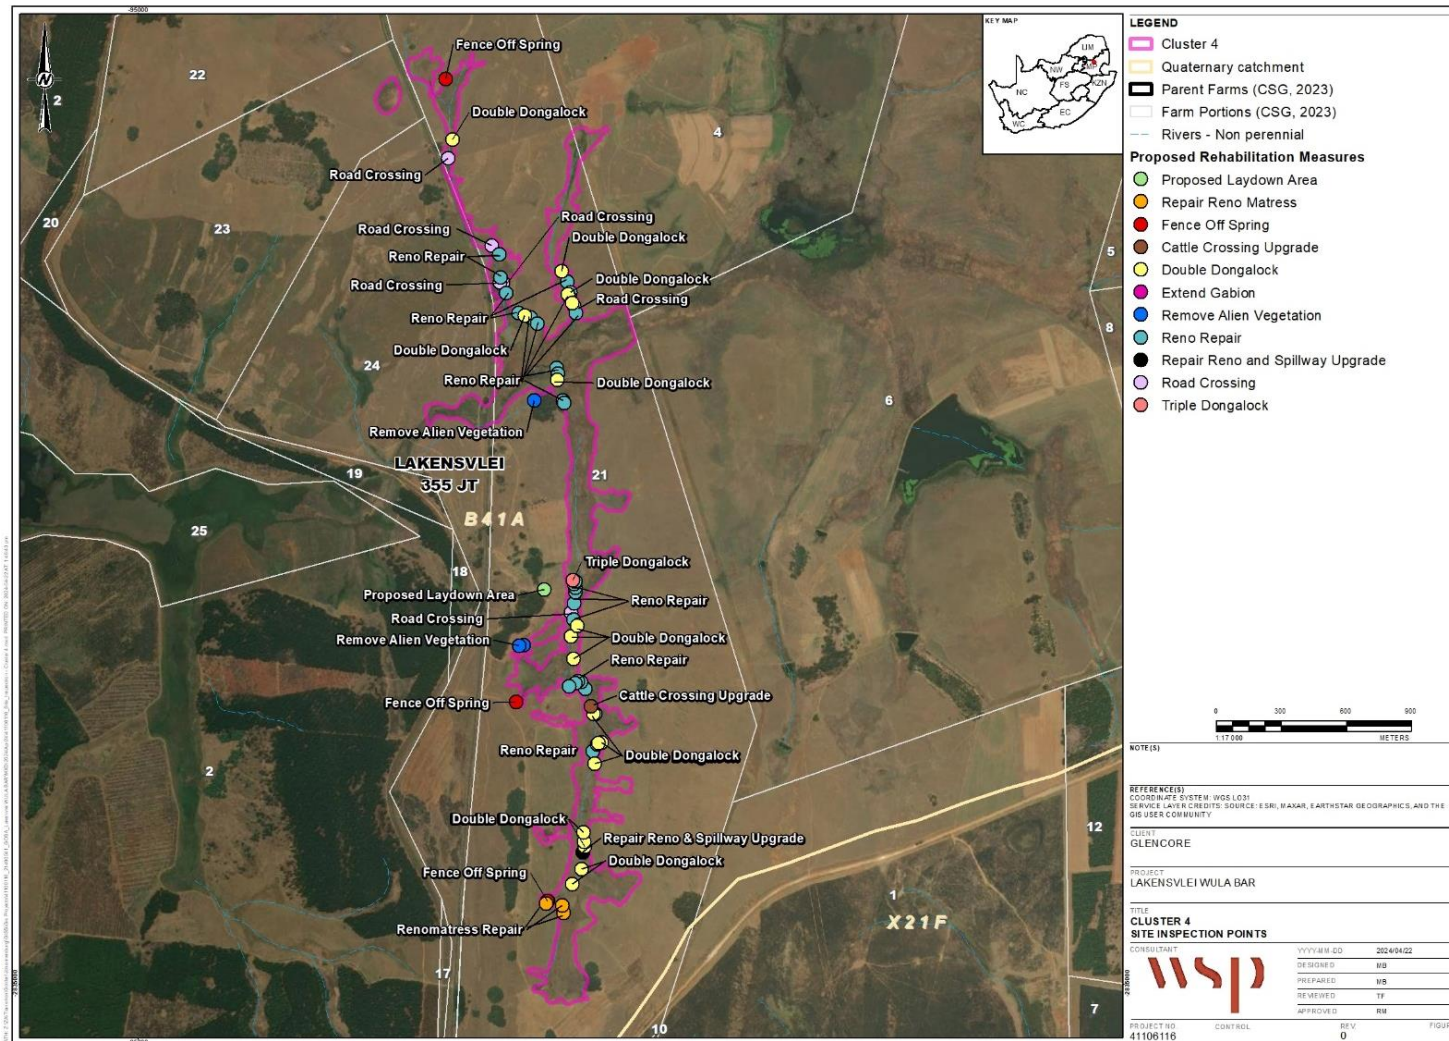 -95000
N
KEY MAP
LIM
NW
MP
FS
KZN
NC
EC
WC
Fence Off Spring
22
2
Double Dongalock
4
Road Crossing
20
23
Road Crossing
Road Crossing
Double Dongalock
Reno Repair
5
Double Dongalock
Road Crossing
Road Crossing
Reno Repair
8
Double Dongalock
24
Reno Repair
Double Dongalock
6
Remove Alien Vegetation
LAKENSVLEI
355 JT
19
21
B41A
25
Triple Dongalock
18
Proposed Laydown Area
Reno Repair
Road Crossing
Remove Alien Vegetation
Double Dongalock
Reno Repair
Cattle Crossing Upgrade
Fence Off Spring
Reno Repair
Double Dongalock
2
Double Dongalock
12
Repair Reno & Spillway Upgrade
Double Dongalock
Fence Off Spring
1
X21F
Renomatress Repair
17
7
10
LEGEND
Cluster 4
Quaternary catchment
Parent Farms (CSG, 2023)
Farm Portions (CSG, 2023)
Rivers - Non perennial
Proposed Rehabilitation Measures
Proposed Laydown Area
Repair Reno Matress
Fence Off Spring
Cattle Crossing Upgrade
Double Dongalock
Extend Gabion
Remove Alien Vegetation
Reno Repair
Repair Reno and Spillway Upgrade
Road Crossing
Triple Dongalock
0 300 600 900
1:17 000 METERS
NOTE(S)
REFERENCE(S)
COORDINATE SYSTEM: WGS LO31
SERVICE LAYER CREDITS: SOURCE: ESRI, MAXAR, EARTHSTAR GEOGRAPHICS, AND THE
GIS USER COMMUNITY
CLIENT
GLENCORE
PROJECT
LAKENSVLEI WULA BAR
TITLE
CLUSTER 4
SITE INSPECTION POINTS
CONSULTANT
wsp
YYYY-MM-DD 2024/04/22
DESIGNED MB
PREPARED MB
REVIEWED TF
APPROVED RM
PROJECT NO. CONTROL REV. FIGUR
41106116 0